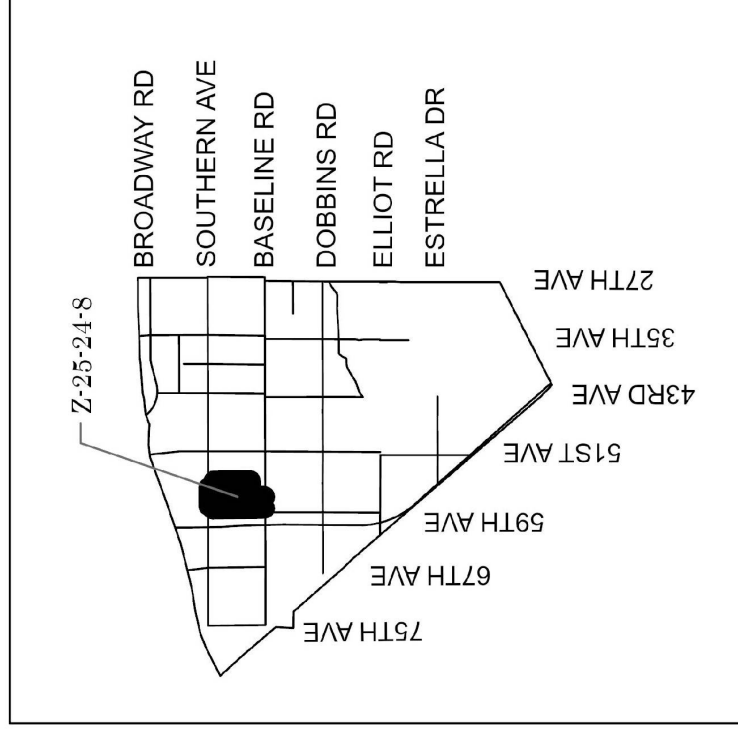 BROADWAY RD
SOUTHERN AVE
BASELINE RD
DOBBINS RD
ELLIOT RD
ESTRELLA DR
Z-25-24-8
27TH AVE
35TH AVE
43RD AVE
51ST AVE
59TH AVE
67TH AVE
75TH AVE